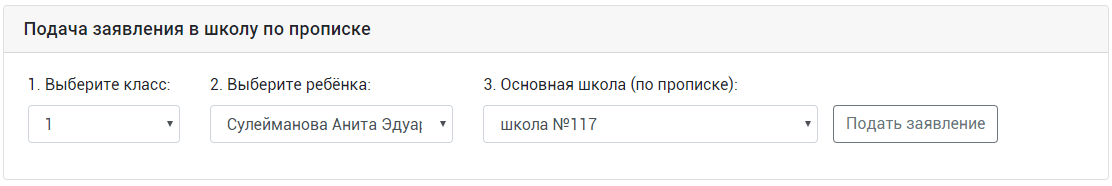 Подача заявления в школу по прописке
1. Выберите класс: 2. Выберите ребёнка: 3. Основная школа (по прописке):
1 Сулейманова Анита Эдуар школа №117 Подать заявление